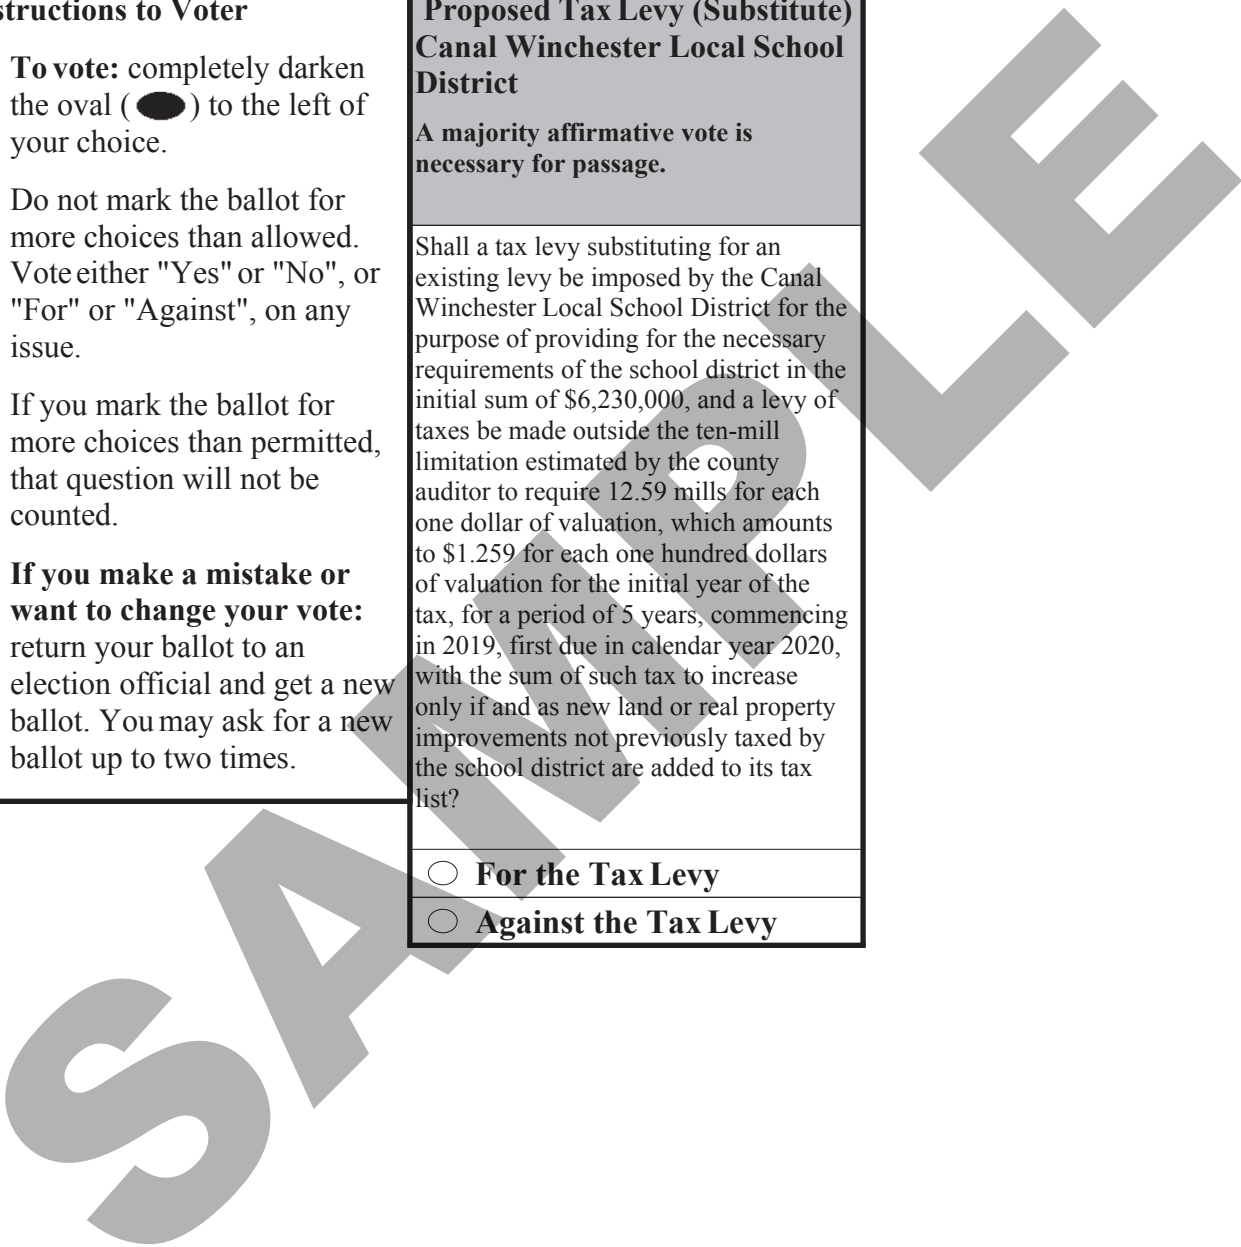 structions to Voter
To vote: completely darken
the oval ( ) to the left of
your choice.
Do not mark the ballot for
more choices than allowed.
Vote either "Yes" or "No", or
"For" or "Against", on any
issue.
If you mark the ballot for
more choices than permitted,
that question will not be
counted.
If you make a mistake or
want to change your vote:
return your ballot to an
election official and get a new
ballot. You may ask for a new
ballot up to two times.
Proposed Tax Levy (Substitute)
Canal Winchester Local School
District
A majority affirmative vote is
necessary for passage.
Shall a tax levy substituting for an
existing levy be imposed by the Canal
Winchester Local School District for the
purpose of providing for the necessary
requirements of the school district in the
initial sum of $6,230,000, and a levy of
taxes be made outside the ten-mill
limitation estimated by the county
auditor to require 12.59 mills for each
one dollar of valuation, which amounts
to $1.259 for each one hundred dollars
of valuation for the initial year of the
tax, for a period of 5 years, commencing
in 2019, first due in calendar year 2020,
with the sum of such tax to increase
only if and as new land or real property
improvements not previously taxed by
the school district are added to its tax
list?
For the Tax Levy
Against the Tax Levy
SAMPLE